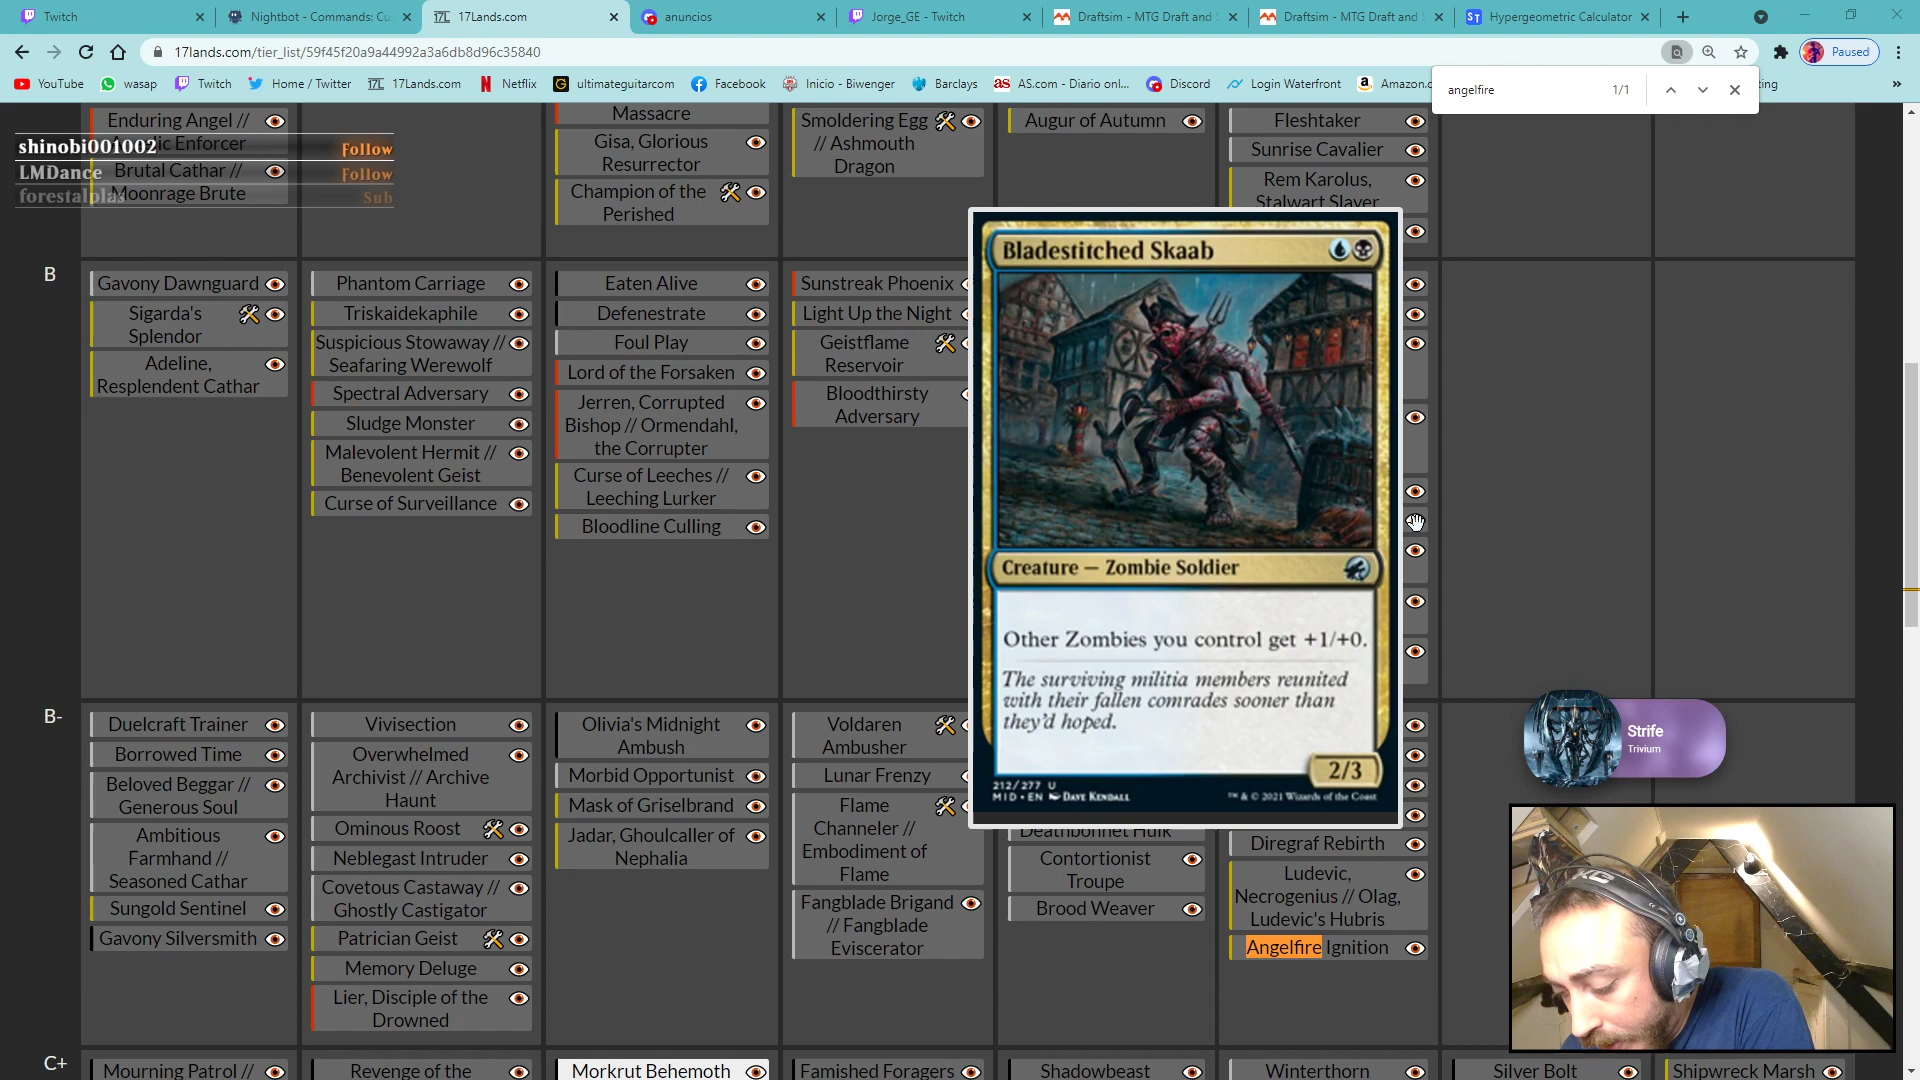 Twitch
Nightbot - Commands: Cu
17Lands.com
anuncios
Jorge_GE - Twitch
Draftsim - MTG Draft and
Draftsim - MTG Draft and
Hypergeometric Calculator
17lands.com/tier_list/59f45f20a9a44992a3a6db8d96c35840
Paused
YouTube
wasap
Twitch
Home / Twitter
17Lands.com
Netflix
ultimateguitarcom
Facebook
Inicio - Biwenger
Barclays
AS.com - Diario onl...
Discord
Login Waterfront
Amazon.c
angelfire
1/1
Enduring Angel //
shinobi001002
Follow
LMDance
Follow
Brutal Cathar //
Moonrage Brute
forestalplas
Sub
Massacre
Gisa, Glorious
Resurrector
Champion of the
Perished
Smoldering Egg
// Ashmouth
Dragon
Augur of Autumn
Fleshtaker
Sunrise Cavalier
Rem Karolus,
Stalwart Slayer
B
Gavony Dawnguard
Sigarda's
Splendor
Adeline,
Resplendent Cathar
Phantom Carriage
Triskaidekaphile
Suspicious Stowaway //
Seafaring Werewolf
Spectral Adversary
Sludge Monster
Malevolent Hermit //
Benevolent Geist
Curse of Surveillance
Eaten Alive
Defenestrate
Foul Play
Lord of the Forsaken
Jerren, Corrupted
Bishop // Ormendahl,
the Corrupter
Curse of Leeches //
Leeching Lurker
Bloodline Culling
Sunstreak Phoenix
Light Up the Night
Geistflame
Reservoir
Bloodthirsty
Adversary
Bladestitched Skaab
Creature — Zombie Soldier
Other Zombies you control get +1/+0.
The surviving militia members reunited
with their fallen comrades sooner than
they'd hoped.
2/3
212/277 U
MID • EN DAVE KENDALL
™ & © 2021 Wizards of the Coast
B-
Duelcraft Trainer
Borrowed Time
Beloved Beggar //
Generous Soul
Ambitious
Farmhand //
Seasoned Cathar
Sungold Sentinel
Gavony Silversmith
Vivisection
Overwhelmed
Archivist // Archive
Haunt
Ominous Roost
Neblegast Intruder
Covetous Castaway //
Ghostly Castigator
Patrician Geist
Memory Deluge
Lier, Disciple of the
Drowned
Olivia's Midnight
Ambush
Morbid Opportunist
Mask of Griselbrand
Jadar, Ghoulcaller of
Nephalia
Voldaren
Ambusher
Lunar Frenzy
Flame
Channeler //
Embodiment of
Flame
Fangblade Brigand
// Fangblade
Eviscerator
Deathbonnet Hulk
Contortionist
Troupe
Brood Weaver
Diregraf Rebirth
Ludevic,
Necrogenius // Olag,
Ludevic's Hubris
Angelfire Ignition
Strife
Trivium
C+
Mourning Patrol //
Revenge of the
Morkrut Behemoth
Famished Foragers
Shadowbeast
Winterthorn
Silver Bolt
Shipwreck Marsh